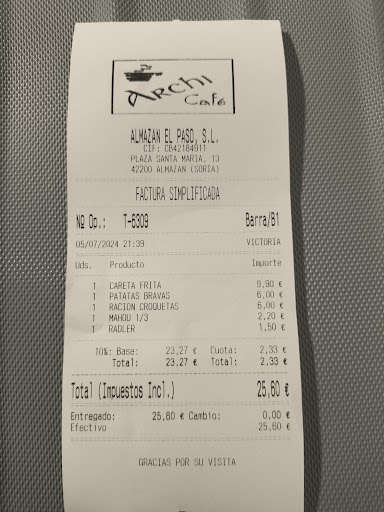 Archi
Café
ALMAZAN EL PASO, S.L.
CIF: CB42184911
PLAZA SANTA MARIA, 13
42200 ALMAZAN (SORIA)
FACTURA SIMPLIFICADA
Nº Op.: T-6309 Barra/B1
05/07/2024 21:39 VICTORIA
Uds. Producto Importe
1 CARETA FRITA 9,90 €
1 PATATAS BRAVAS 6,00 €
1 RACION CROQUETAS 6,00 €
1 MAHOU 1/3 2,20 €
1 RADLER 1,50 €
10%: Base: 23,27 € Cuota: 2,33 €
Total: 23,27 € Total: 2,33 €
Total (Impuestos Incl.) 25,60 €
Entregado: 25,60 € Cambio: 0,00 €
Efectivo 25,60 €
GRACIAS POR SU VISITA